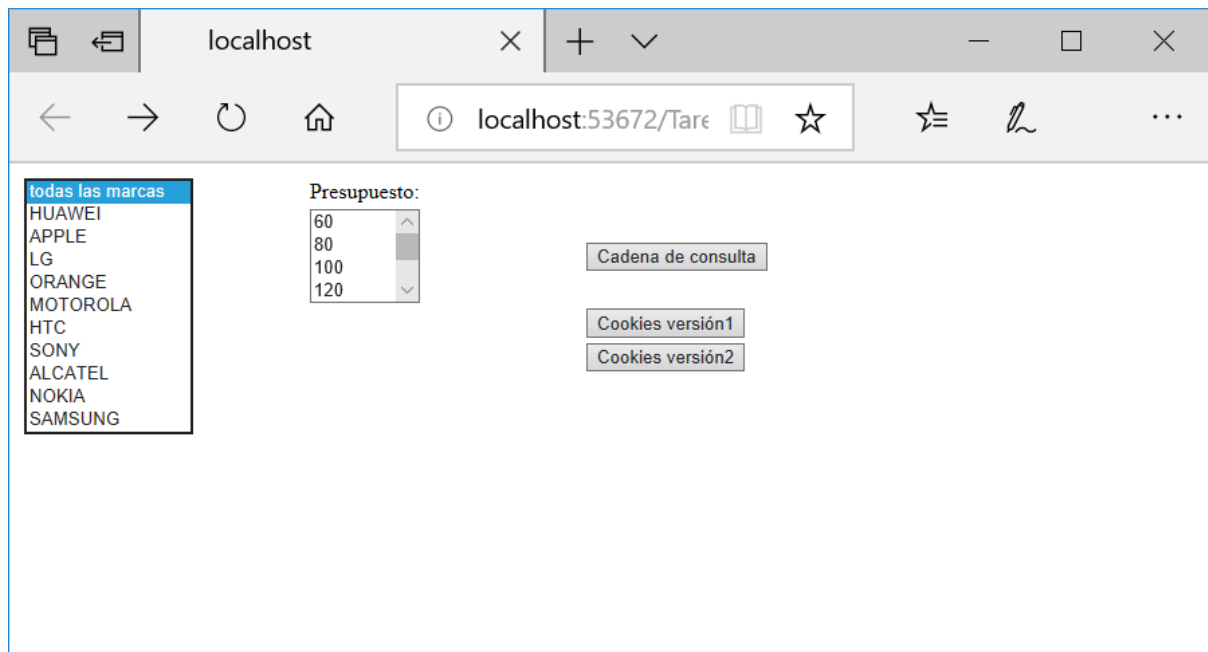 localhost
localhost:53672/Tare
todas las marcas
HUAWEI
APPLE
LG
ORANGE
MOTOROLA
HTC
SONY
ALCATEL
NOKIA
SAMSUNG
Presupuesto:
60
80
100
120
Cadena de consulta
Cookies versión1
Cookies versión2